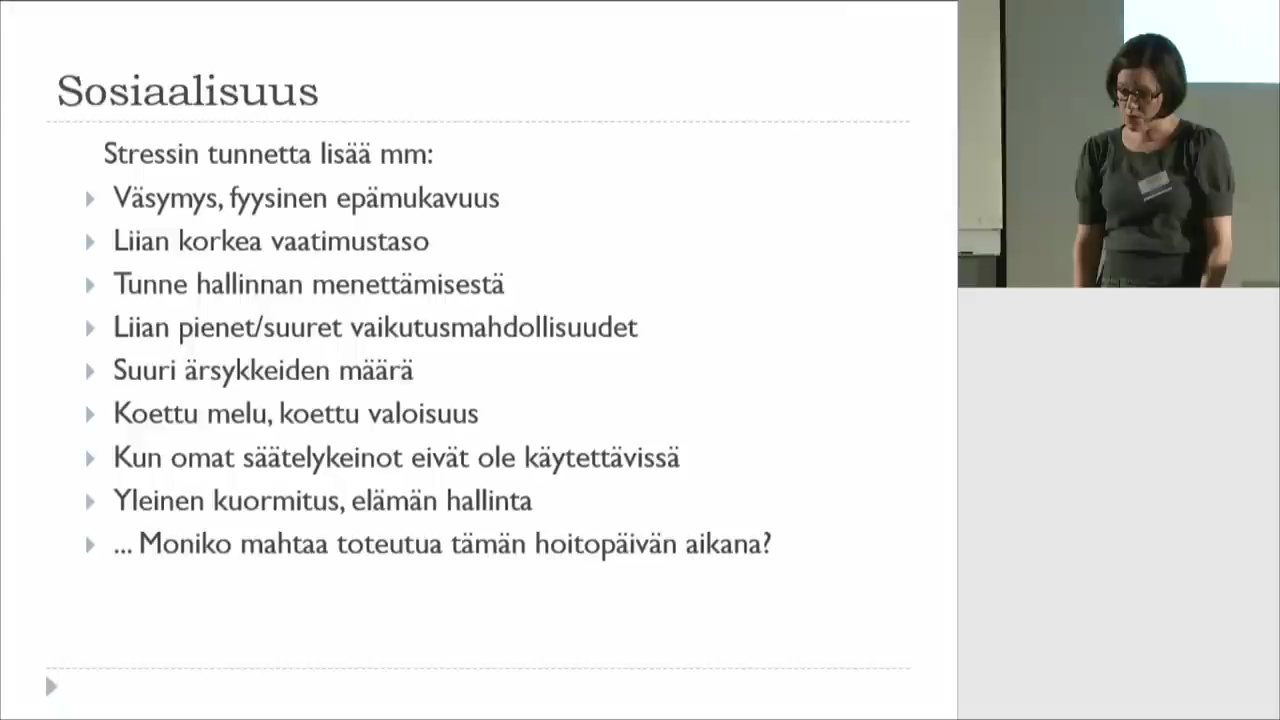 Sosiaalisuus
Stressin tunnetta lisää mm:
Väsymys, fyysinen epämukavuus
Liian korkea vaatimustaso
Tunne hallinnan menettämisestä
Liian pienet/suuret vaikutusmahdollisuudet
Suuri ärsykkeiden määrä
Koettu melu, koettu valoisuus
Kun omat säätelykeinot eivät ole käytettävissä
Yleinen kuormitus, elämän hallinta
... Moniko mahtaa toteutua tämän hoitopäivän aikana?